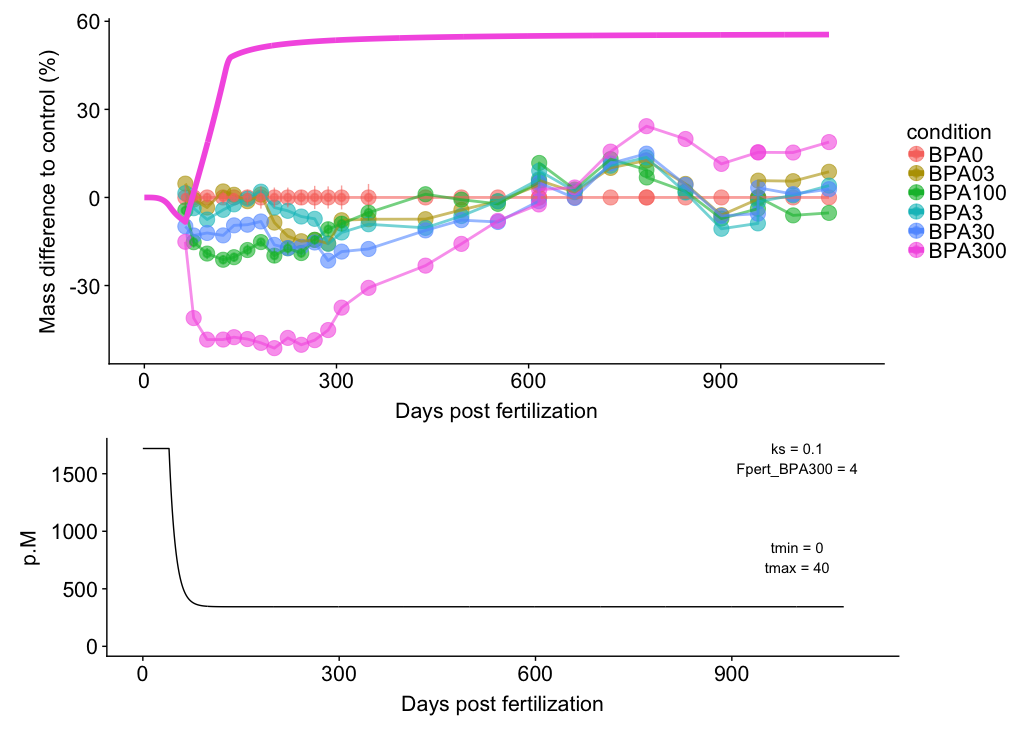 60
30
0
-30
Mass difference to control (%)
0 300 600 900
Days post fertilization
condition
BPA0
BPA03
BPA100
BPA3
BPA30
BPA300
1500
1000
500
0
p.M
ks = 0.1
Fpert_BPA300 = 4
tmin = 0
tmax = 40
0 300 600 900
Days post fertilization